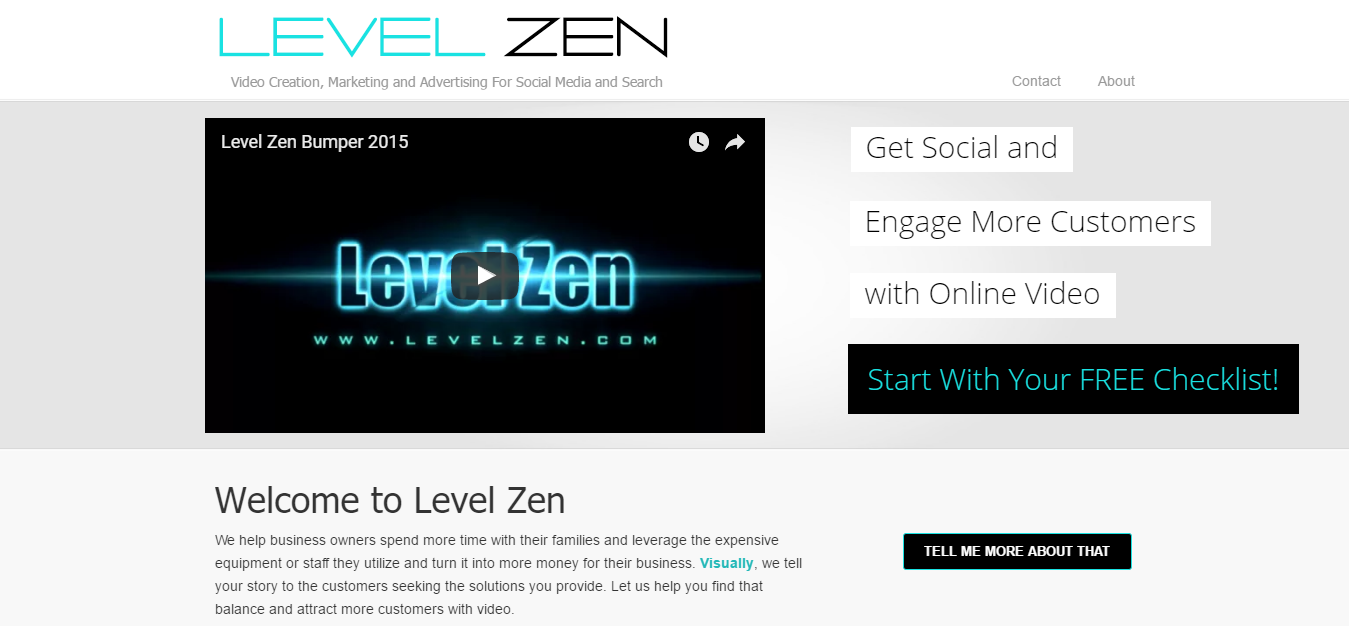 LEVEL ZEN
Video Creation, Marketing and Advertising For Social Media and Search
Contact
About
Level Zen Bumper 2015
Level Zen
WWW.LEVELZEN.COM
Get Social and
Engage More Customers
with Online Video
Start With Your FREE Checklist!
Welcome to Level Zen
We help business owners spend more time with their families and leverage the expensive
equipment or staff they utilize and turn it into more money for their business. Visually, we tell
your story to the customers seeking the solutions you provide. Let us help you find that
balance and attract more customers with video.
TELL ME MORE ABOUT THAT